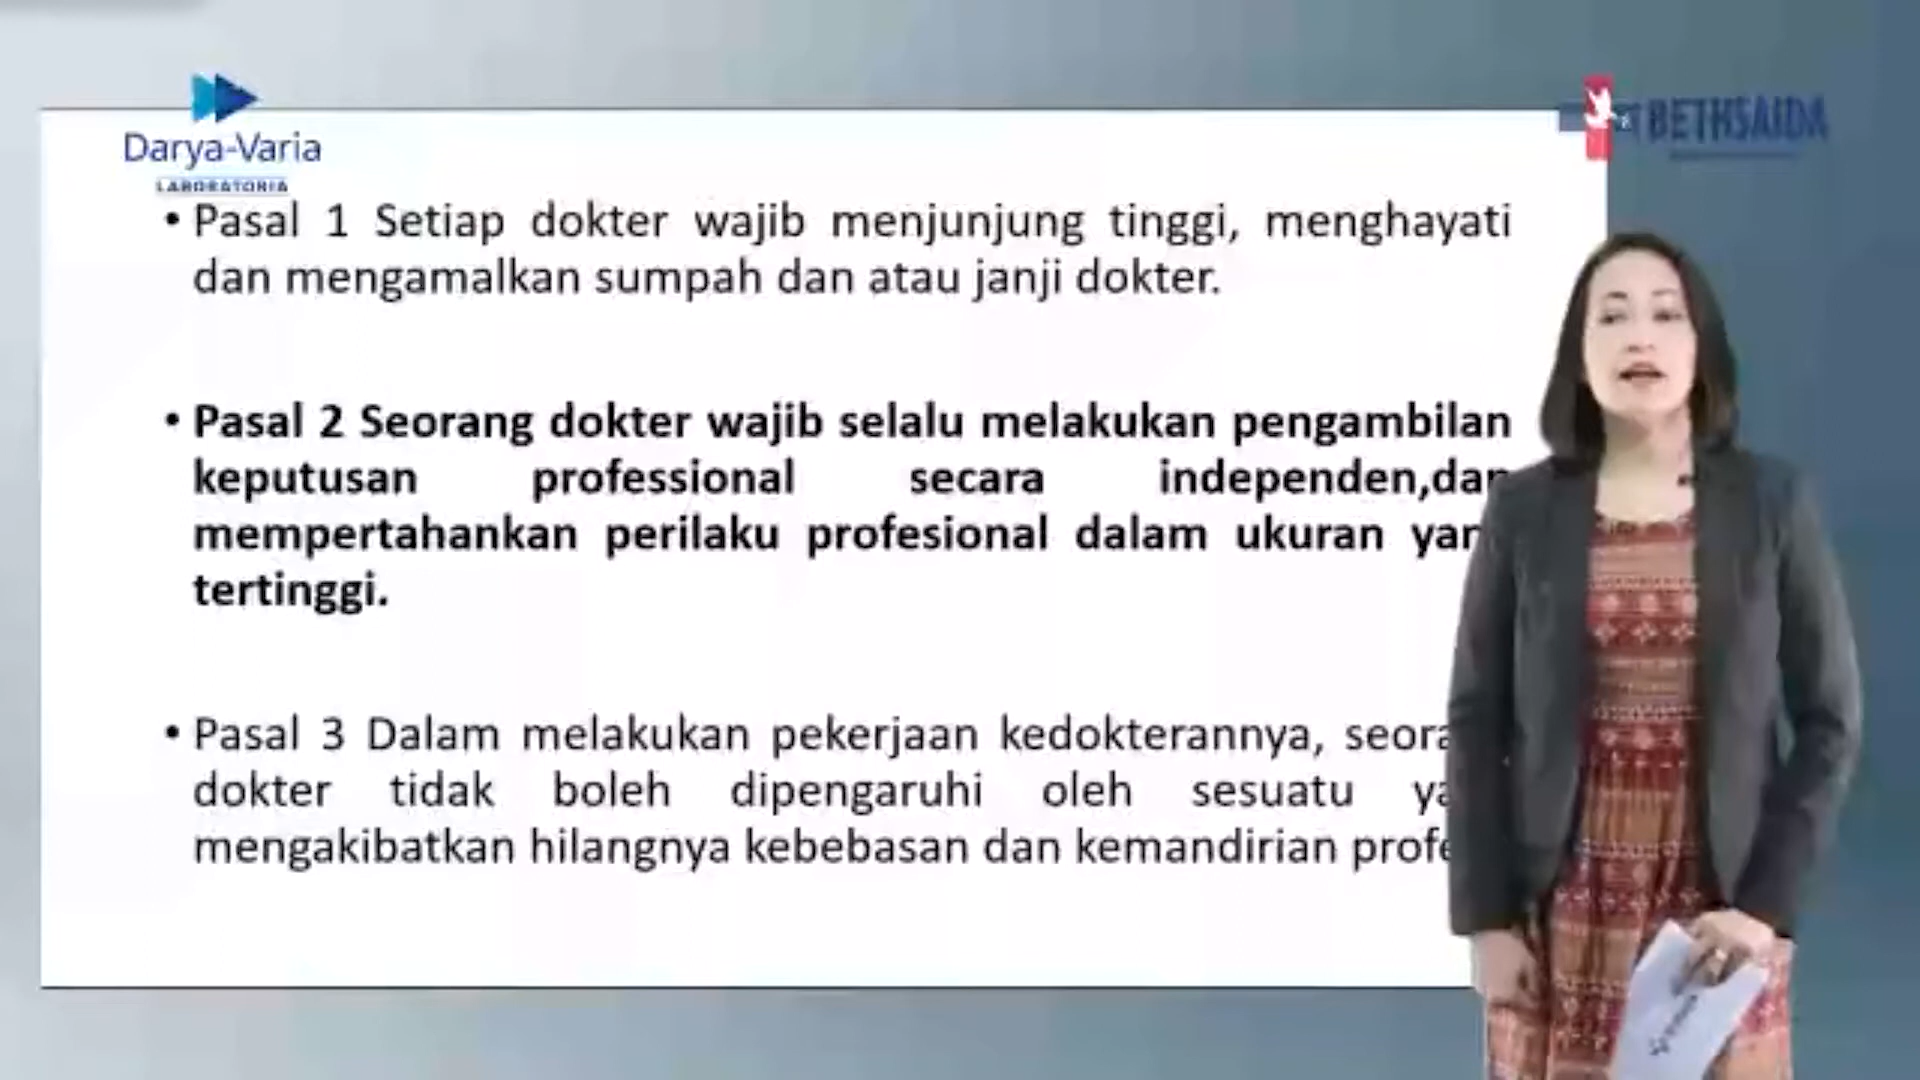 Darya-Varia
LABORATORIA
BETHSAIDA
• Pasal 1 Setiap dokter wajib menjunjung tinggi, menghayati
dan mengamalkan sumpah dan atau janji dokter.
• Pasal 2 Seorang dokter wajib selalu melakukan pengambilan
keputusan professional secara independen,dan
mempertahankan perilaku profesional dalam ukuran
tertinggi.
• Pasal 3 Dalam melakukan pekerjaan kedokterannya,
dokter tidak boleh dipengaruhi oleh sesuatu
mengakibatkan hilangnya kebebasan dan kemandirian